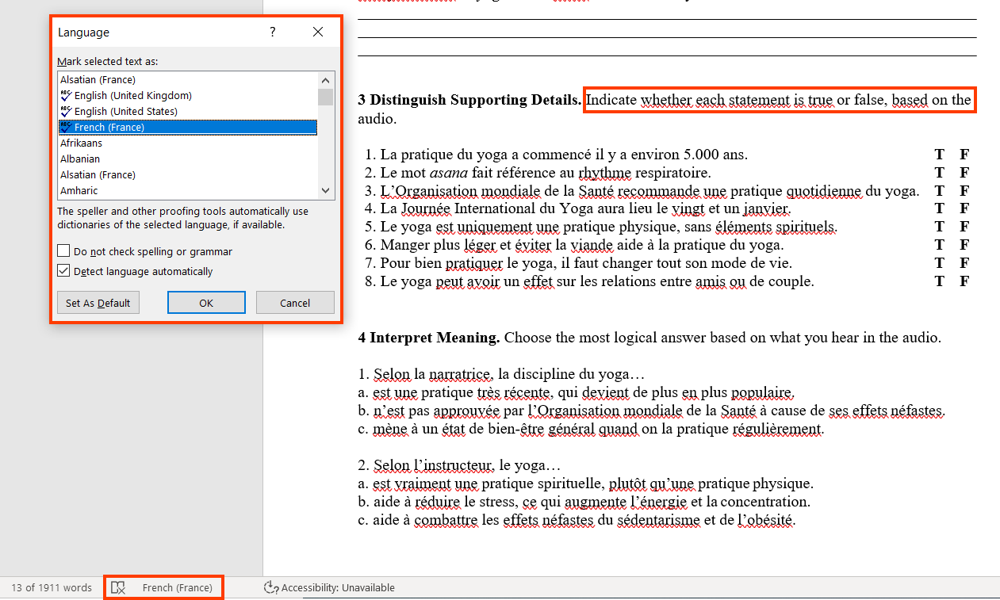 Language
?
Mark selected text as:
Alsatian (France)
English (United Kingdom)
English (United States)
French (France)
Afrikaans
Albanian
Alsatian (France)
Amharic
The speller and other proofing tools automatically use
dictionaries of the selected language, if available.
Do not check spelling or grammar
Detect language automatically
Set As Default
OK
Cancel
3 Distinguish Supporting Details. Indicate whether each statement is true or false, based on the
audio.
1. La pratique du yoga a commencé il y a environ 5.000 ans. T F
2. Le mot asana fait référence au rhythme respiratoire. T F
3. L’Organisation mondiale de la Santé recommande une pratique quotidienne du yoga. T F
4. La Journée International du Yoga aura lieu le vingt et un janvier. T F
5. Le yoga est uniquement une pratique physique, sans éléments spirituels. T F
6. Manger plus léger et éviter la viande aide à la pratique du yoga. T F
7. Pour bien pratiquer le yoga, il faut changer tout son mode de vie. T F
8. Le yoga peut avoir un effet sur les relations entre amis ou de couple. T F
4 Interpret Meaning. Choose the most logical answer based on what you hear in the audio.
1. Selon la narratrice, la discipline du yoga…
a. est une pratique très récente, qui devient de plus en plus populaire.
b. n’est pas approuvée par l’Organisation mondiale de la Santé à cause de ses effets néfastes.
c. mène à un état de bien-être général quand on la pratique régulièrement.
2. Selon l’instructeur, le yoga…
a. est vraiment une pratique spirituelle, plutôt qu’une pratique physique.
b. aide à réduire le stress, ce qui augmente l’énergie et la concentration.
c. aide à combattre les effets néfastes du sédentarisme et de l’obésité.
13 of 1911 words
French (France)
Accessibility: Unavailable